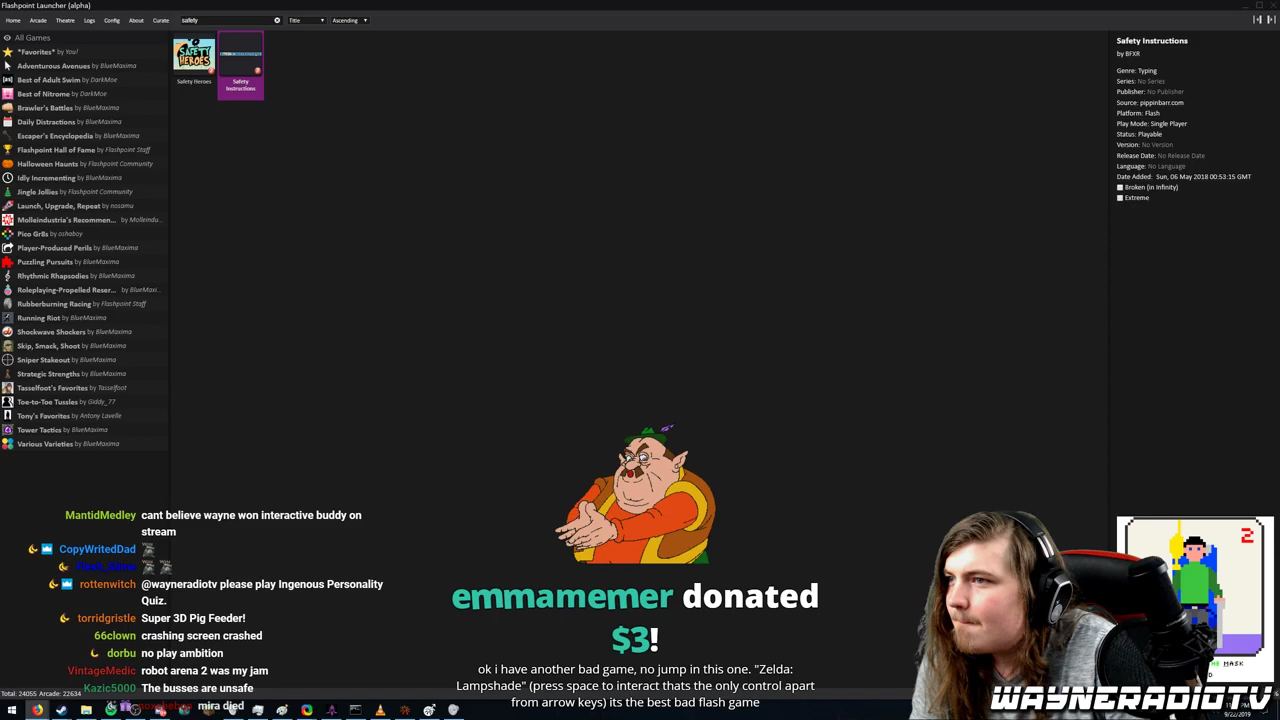 Flashpoint Launcher (alpha)
Home Arcade Theatre Logs Config About Curate safety Title Ascending
All Games
*Favorites* by You!
Adventurous Avenues by BlueMaxima
Best of Adult Swim by DarkMoe
Best of Nitrome by DarkMoe
Brawler's Battles by BlueMaxima
Daily Distractions by BlueMaxima
Escaper's Encyclopedia by BlueMaxima
Flashpoint Hall of Fame by Flashpoint Staff
Halloween Haunts by Flashpoint Community
Idly Incrementing by BlueMaxima
Jingle Jollies by Flashpoint Community
Launch, Upgrade, Repeat by nosamu
Molleindustria's Recommen... by Molleindu...
Pico Gr8s by oshaboy
Player-Produced Perils by BlueMaxima
Puzzling Pursuits by BlueMaxima
Rhythmic Rhapsodies by BlueMaxima
Roleplaying-Propelled Reser... by BlueMaxi...
Rubberburning Racing by Flashpoint Staff
Running Riot by BlueMaxima
Shockwave Shockers by BlueMaxima
Skip, Smack, Shoot by BlueMaxima
Sniper Stakeout by BlueMaxima
Strategic Strengths by BlueMaxima
Tasselfoot's Favorites by Tasselfoot
Toe-to-Toe Tussles by Giddy_77
Tony's Favorites by Antony Lavelle
Tower Tactics by BlueMaxima
Various Varieties by BlueMaxima
SAFETY
HEROES
Safety Heroes
Safety
Instructions
Safety Instructions
by BFXR
Genre: Typing
Series: No Series
Publisher: No Publisher
Source: pippinbarr.com
Platform: Flash
Play Mode: Single Player
Status: Playable
Version: No Version
Release Date: No Release Date
Language: No Language
Date Added: Sun, 06 May 2018 00:53:15 GMT
Broken (in Infinity)
Extreme
MantidMedley cant believe wayne won interactive buddy on
stream
CopyWritedDad
rottenwitch @wayneradiotv please play Ingenous Personality
Quiz.
torridgristle Super 3D Pig Feeder!
66clown crashing screen crashed
dorbu no play ambition
VintageMedic robot arena 2 was my jam
Kazic5000 The busses are unsafe
mira died
Total: 24055 Arcade: 22634
emmamemer donated
$3!
ok i have another bad game, no jump in this one. "Zelda:
Lampshade" (press space to interact thats the only control apart
from arrow keys) its the best bad flash game
2
HE MASK
WAYNERADIOTV
9/22/2019